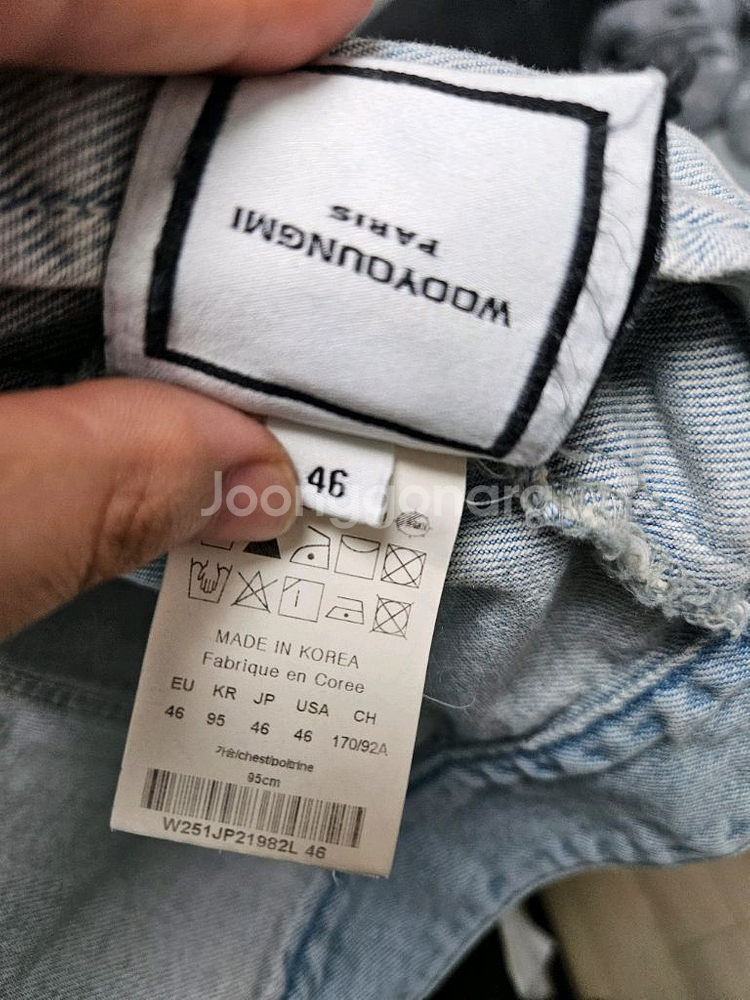 WOOYOUNGMI
PARIS
46
Joonggonara
MADE IN KOREA
Fabrique en Coree
EU KR JP USA CH
46 95 46 46 170/92A
가슴/chest/poitrine
95cm
W251JP21982L 46